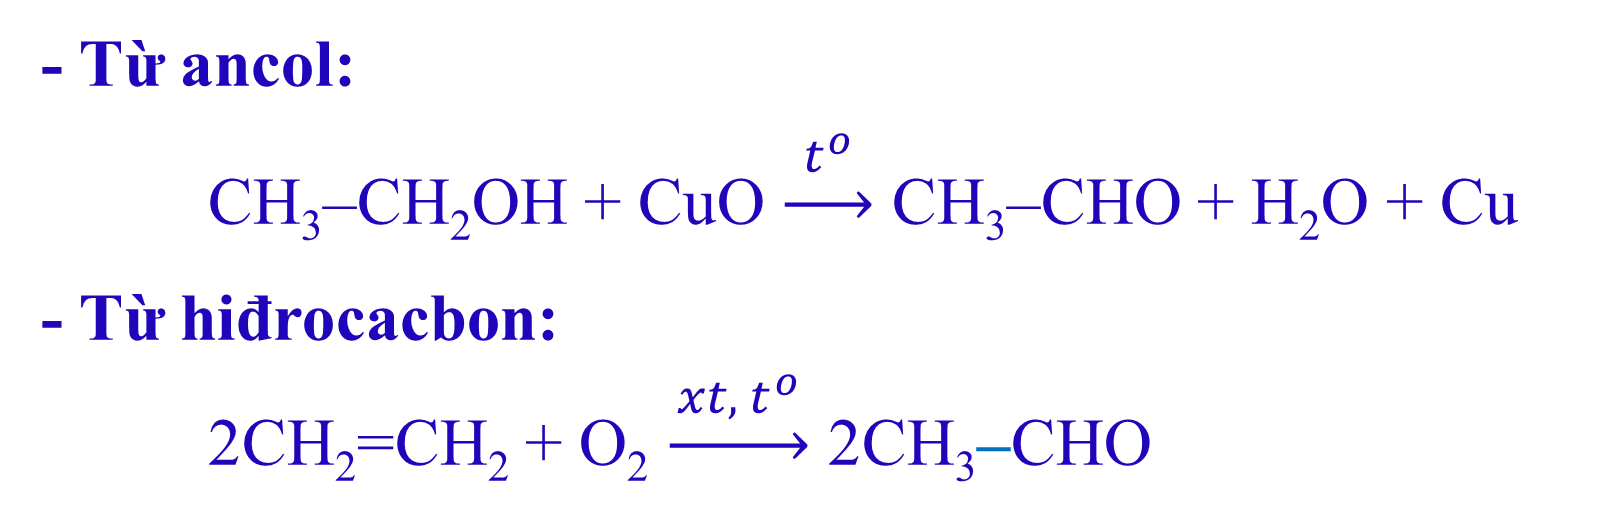 - Từ ancol:
t°
CH₃–CH₂OH + CuO ⟶ CH₃–CHO + H₂O + Cu
- Từ hiđrocacbon:
xt, t°
2CH₂=CH₂ + O₂ ⟶ 2CH₃–CHO